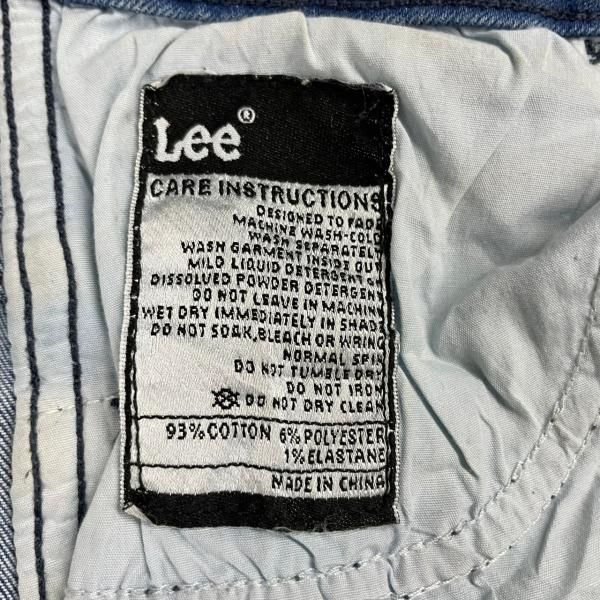 Lee®
CARE INSTRUCTIONS
DESIGNED TO FADE
MACHINE WASH-COLD
WASH SEPARATELY
WASH GARMENT INSIDE OUT
MILD LIQUID DETERGENT OR
DISSOLVED POWDER DETERGENT
DO NOT LEAVE IN MACHINE
WET DRY IMMEDIATELY IN SHADE
DO NOT SOAK,BLEACH OR WRING
NORMAL SPIN
DO NOT TUMBLE DRY
DO NOT IRON
DO NOT DRY CLEAN
93%COTTON 6%POLYESTER
1%ELASTANE
MADE IN CHINA